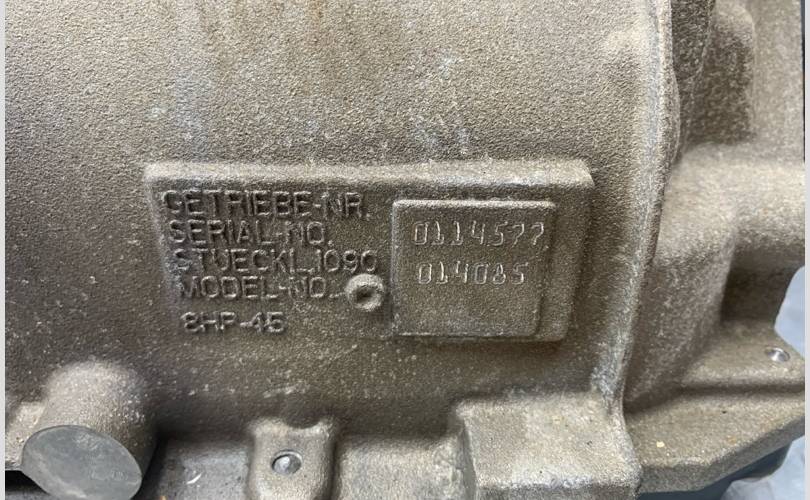 GETRIEBE-NR.
SERIAL-NO.
0114577
STUECKL.1090
MODEL-NO.
014085
8HP-45